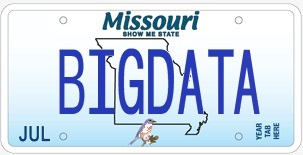 Missouri
SHOW ME STATE
BIGDATA
JUL
YEAR
TAB
HERE